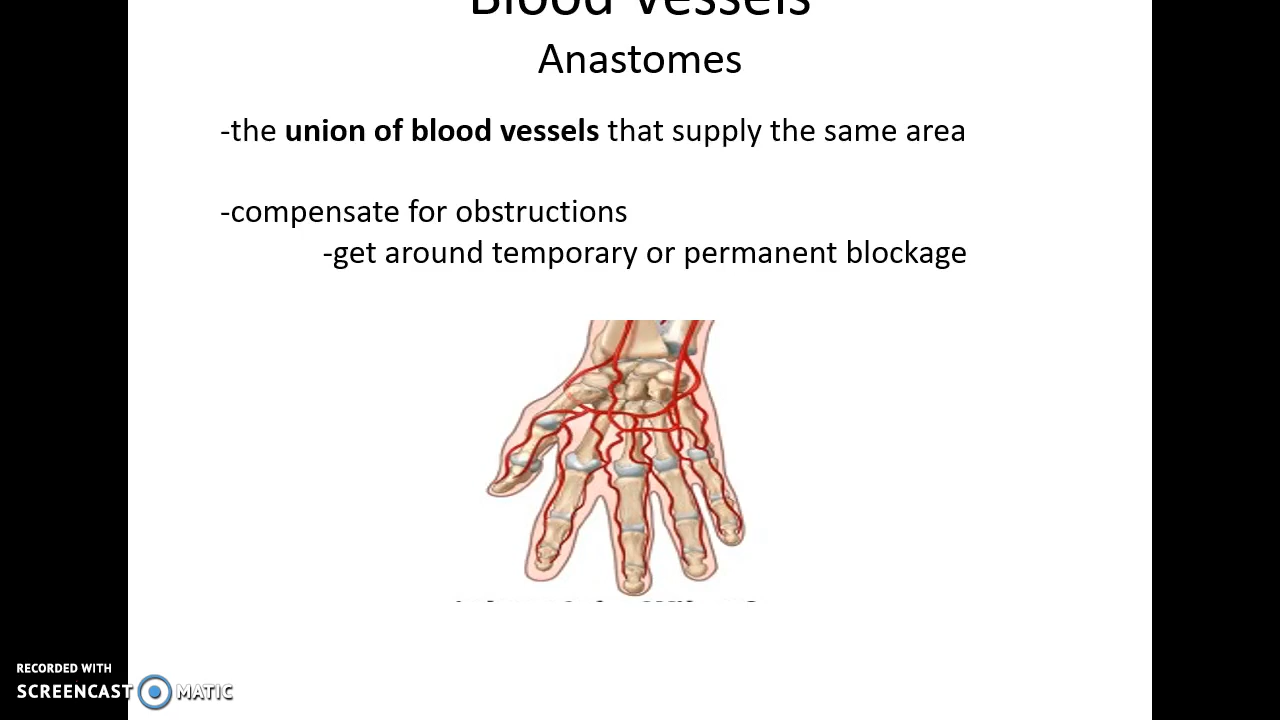 Blood Vessels
Anastomes
-the union of blood vessels that supply the same area
-compensate for obstructions
-get around temporary or permanent blockage
RECORDED WITH
SCREENCAST MATIC